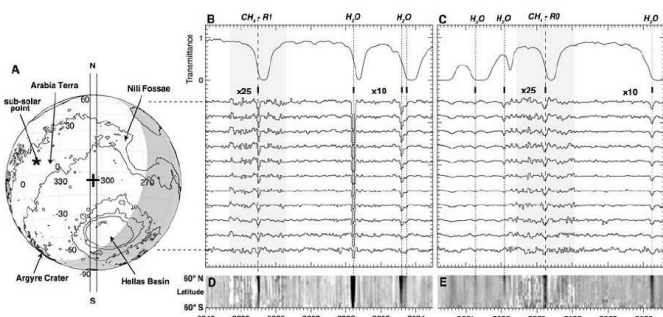 B
CH₄ - R1
H₂O
H₂O
C
H₂O
H₂O
CH₄ - R0
H₂O
Transmittance
1
0
x25
x10
x25
x10
A
N
Arabia Terra
Nili Fossae
sub-solar
point
60
30
0
0
330
300
270
-30
-60
-90
Argyre Crater
Hellas Basin
S
60° N
Latitude
60° S
D
E